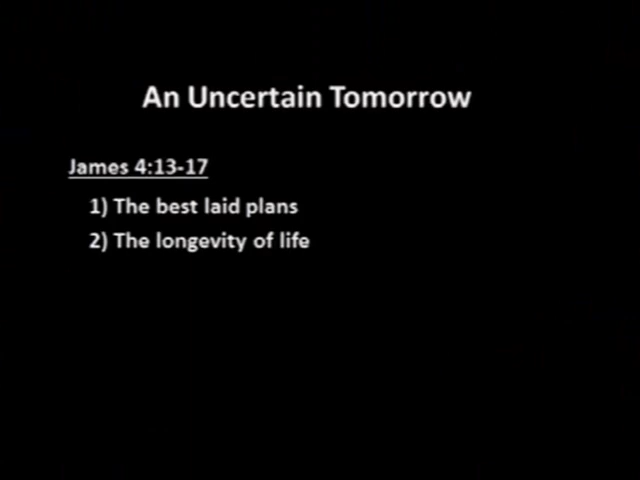 An Uncertain Tomorrow
James 4:13-17
1) The best laid plans
2) The longevity of life